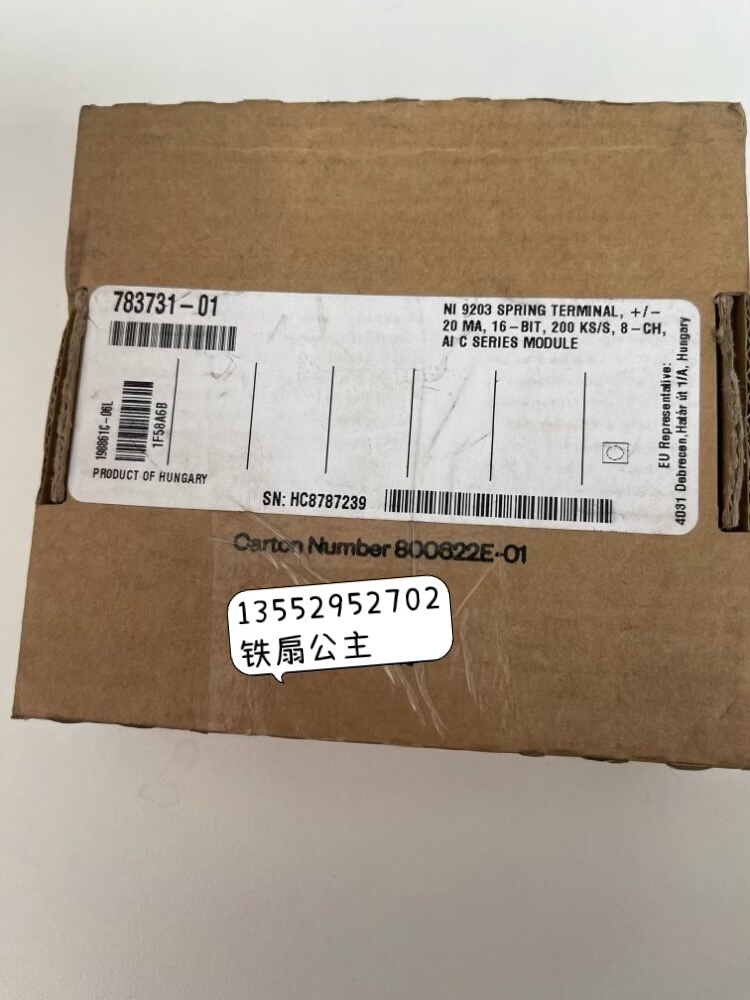 783731-01
NI 9203 SPRING TERMINAL, +/-
20 MA, 16-BIT, 200 KS/S, 8-CH,
AI C SERIES MODULE
198861C-06L
1F58A6B
PRODUCT OF HUNGARY
SN: HC8787239
EU Representative:
4031 Debrecen, Határ út 1/A, Hungary
Carton Number 800822E-01
13552952702
铁扇公主